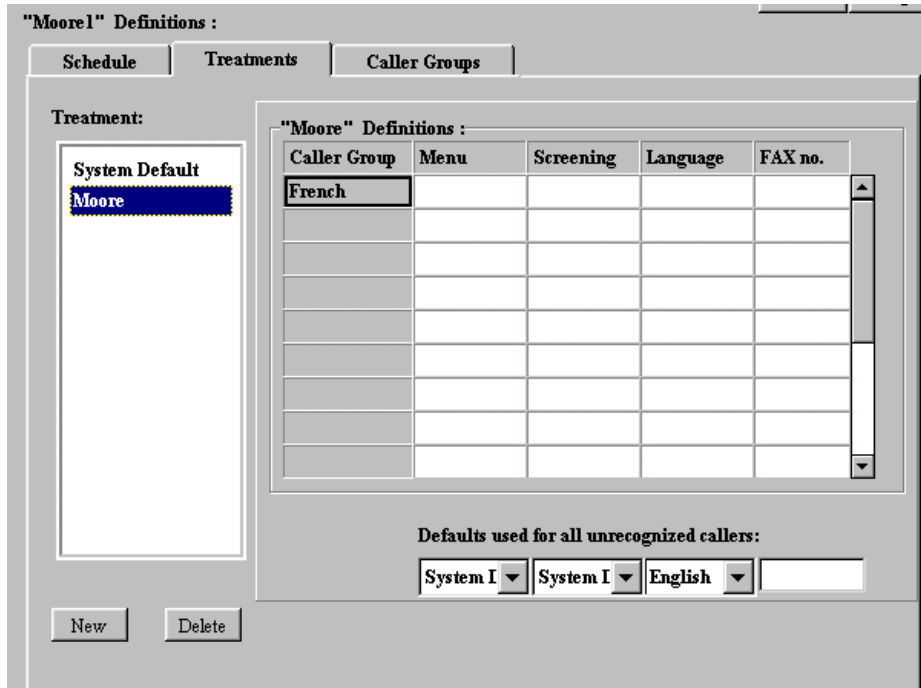 "Moore1" Definitions :
Schedule Treatments Caller Groups
Treatment:
System Default
Moore
"Moore" Definitions :
Caller Group Menu Screening Language FAX no.
French
Defaults used for all unrecognized callers:
System I System I English
New Delete